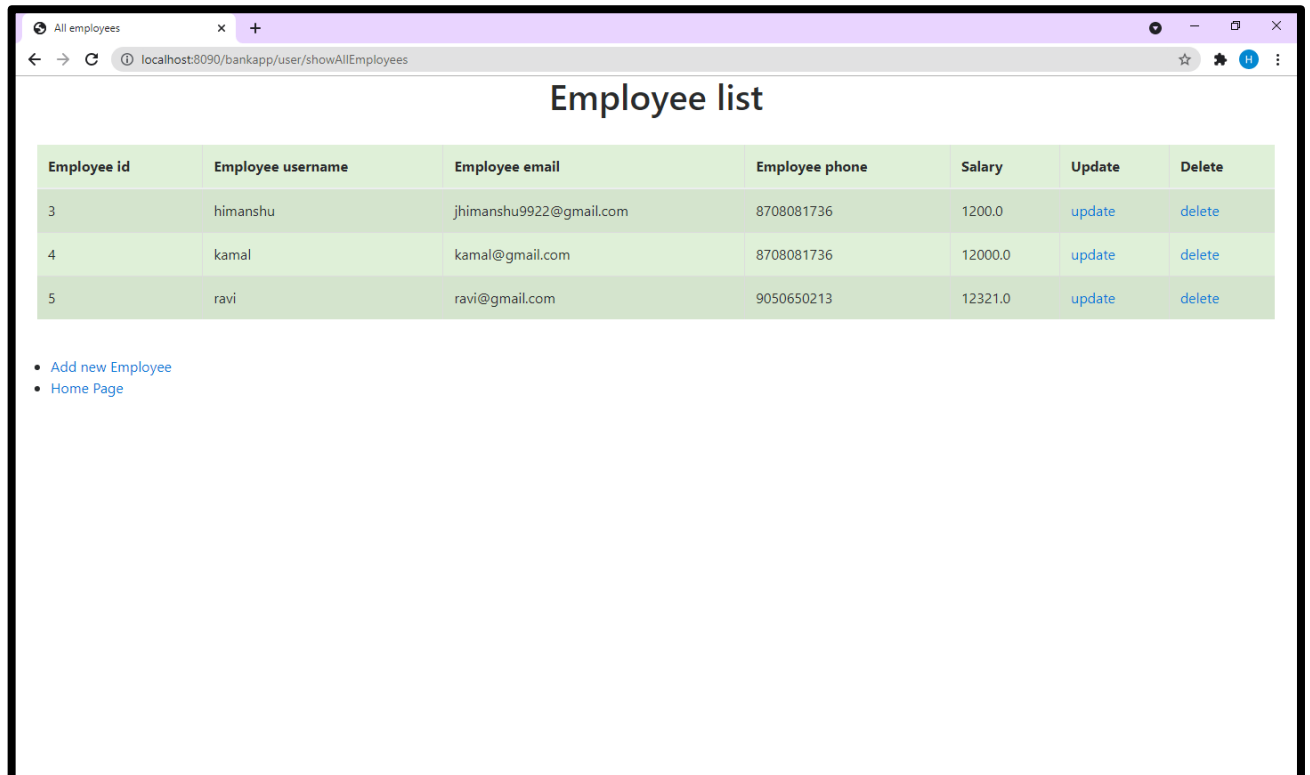 All employees
localhost:8090/bankapp/user/showAllEmployees
H
Employee list
Employee id Employee username Employee email Employee phone Salary Update Delete
3 himanshu jhimanshu9922@gmail.com 8708081736 1200.0 update delete
4 kamal kamal@gmail.com 8708081736 12000.0 update delete
5 ravi ravi@gmail.com 9050650213 12321.0 update delete
Add new Employee
Home Page